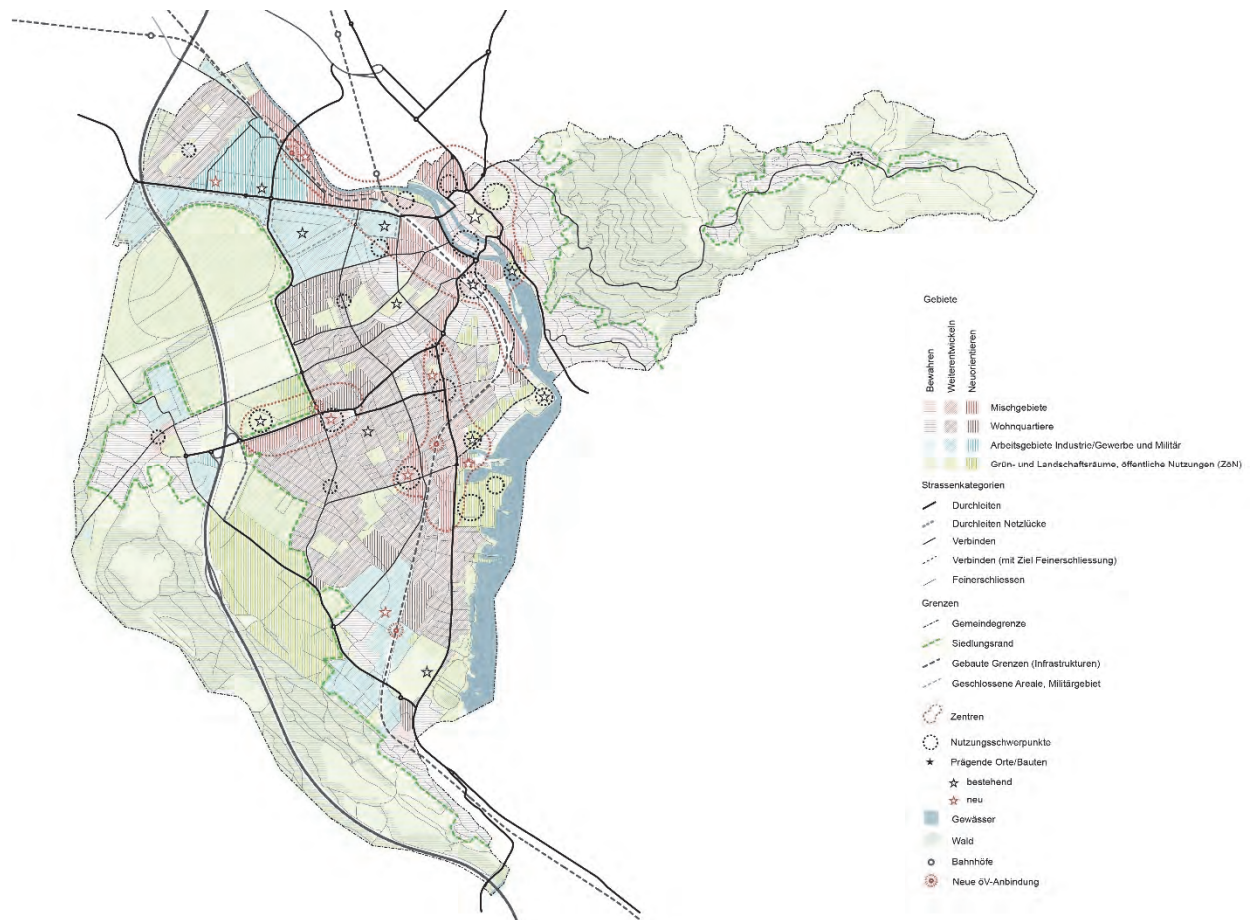 Gebiete
Bewahren
Weiterentwickeln
Neuorientieren
Mischgebiete
Wohnquartiere
Arbeitsgebiete Industrie/Gewerbe und Militär
Grün- und Landschaftsräume, öffentliche Nutzungen (ZöN)
Strassenkategorien
Durchleiten
Durchleiten Netzlücke
Verbinden
Verbinden (mit Ziel Feinerschliessung)
Feinerschliessen
Grenzen
Gemeindegrenze
Siedlungsrand
Gebaute Grenzen (Infrastrukturen)
Geschlossene Areale, Militärgebiet
Zentren
Nutzungsschwerpunkte
Prägende Orte/Bauten
bestehend
neu
Gewässer
Wald
Bahnhöfe
Neue öV-Anbindung